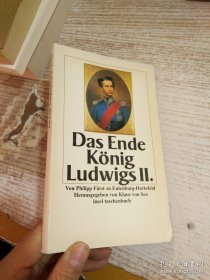 Das Ende
König
Ludwigs II.
Von Philipp Fürst zu Eulenburg-Hertefeld
Herausgegeben von Klaus von See
insel taschenbuch